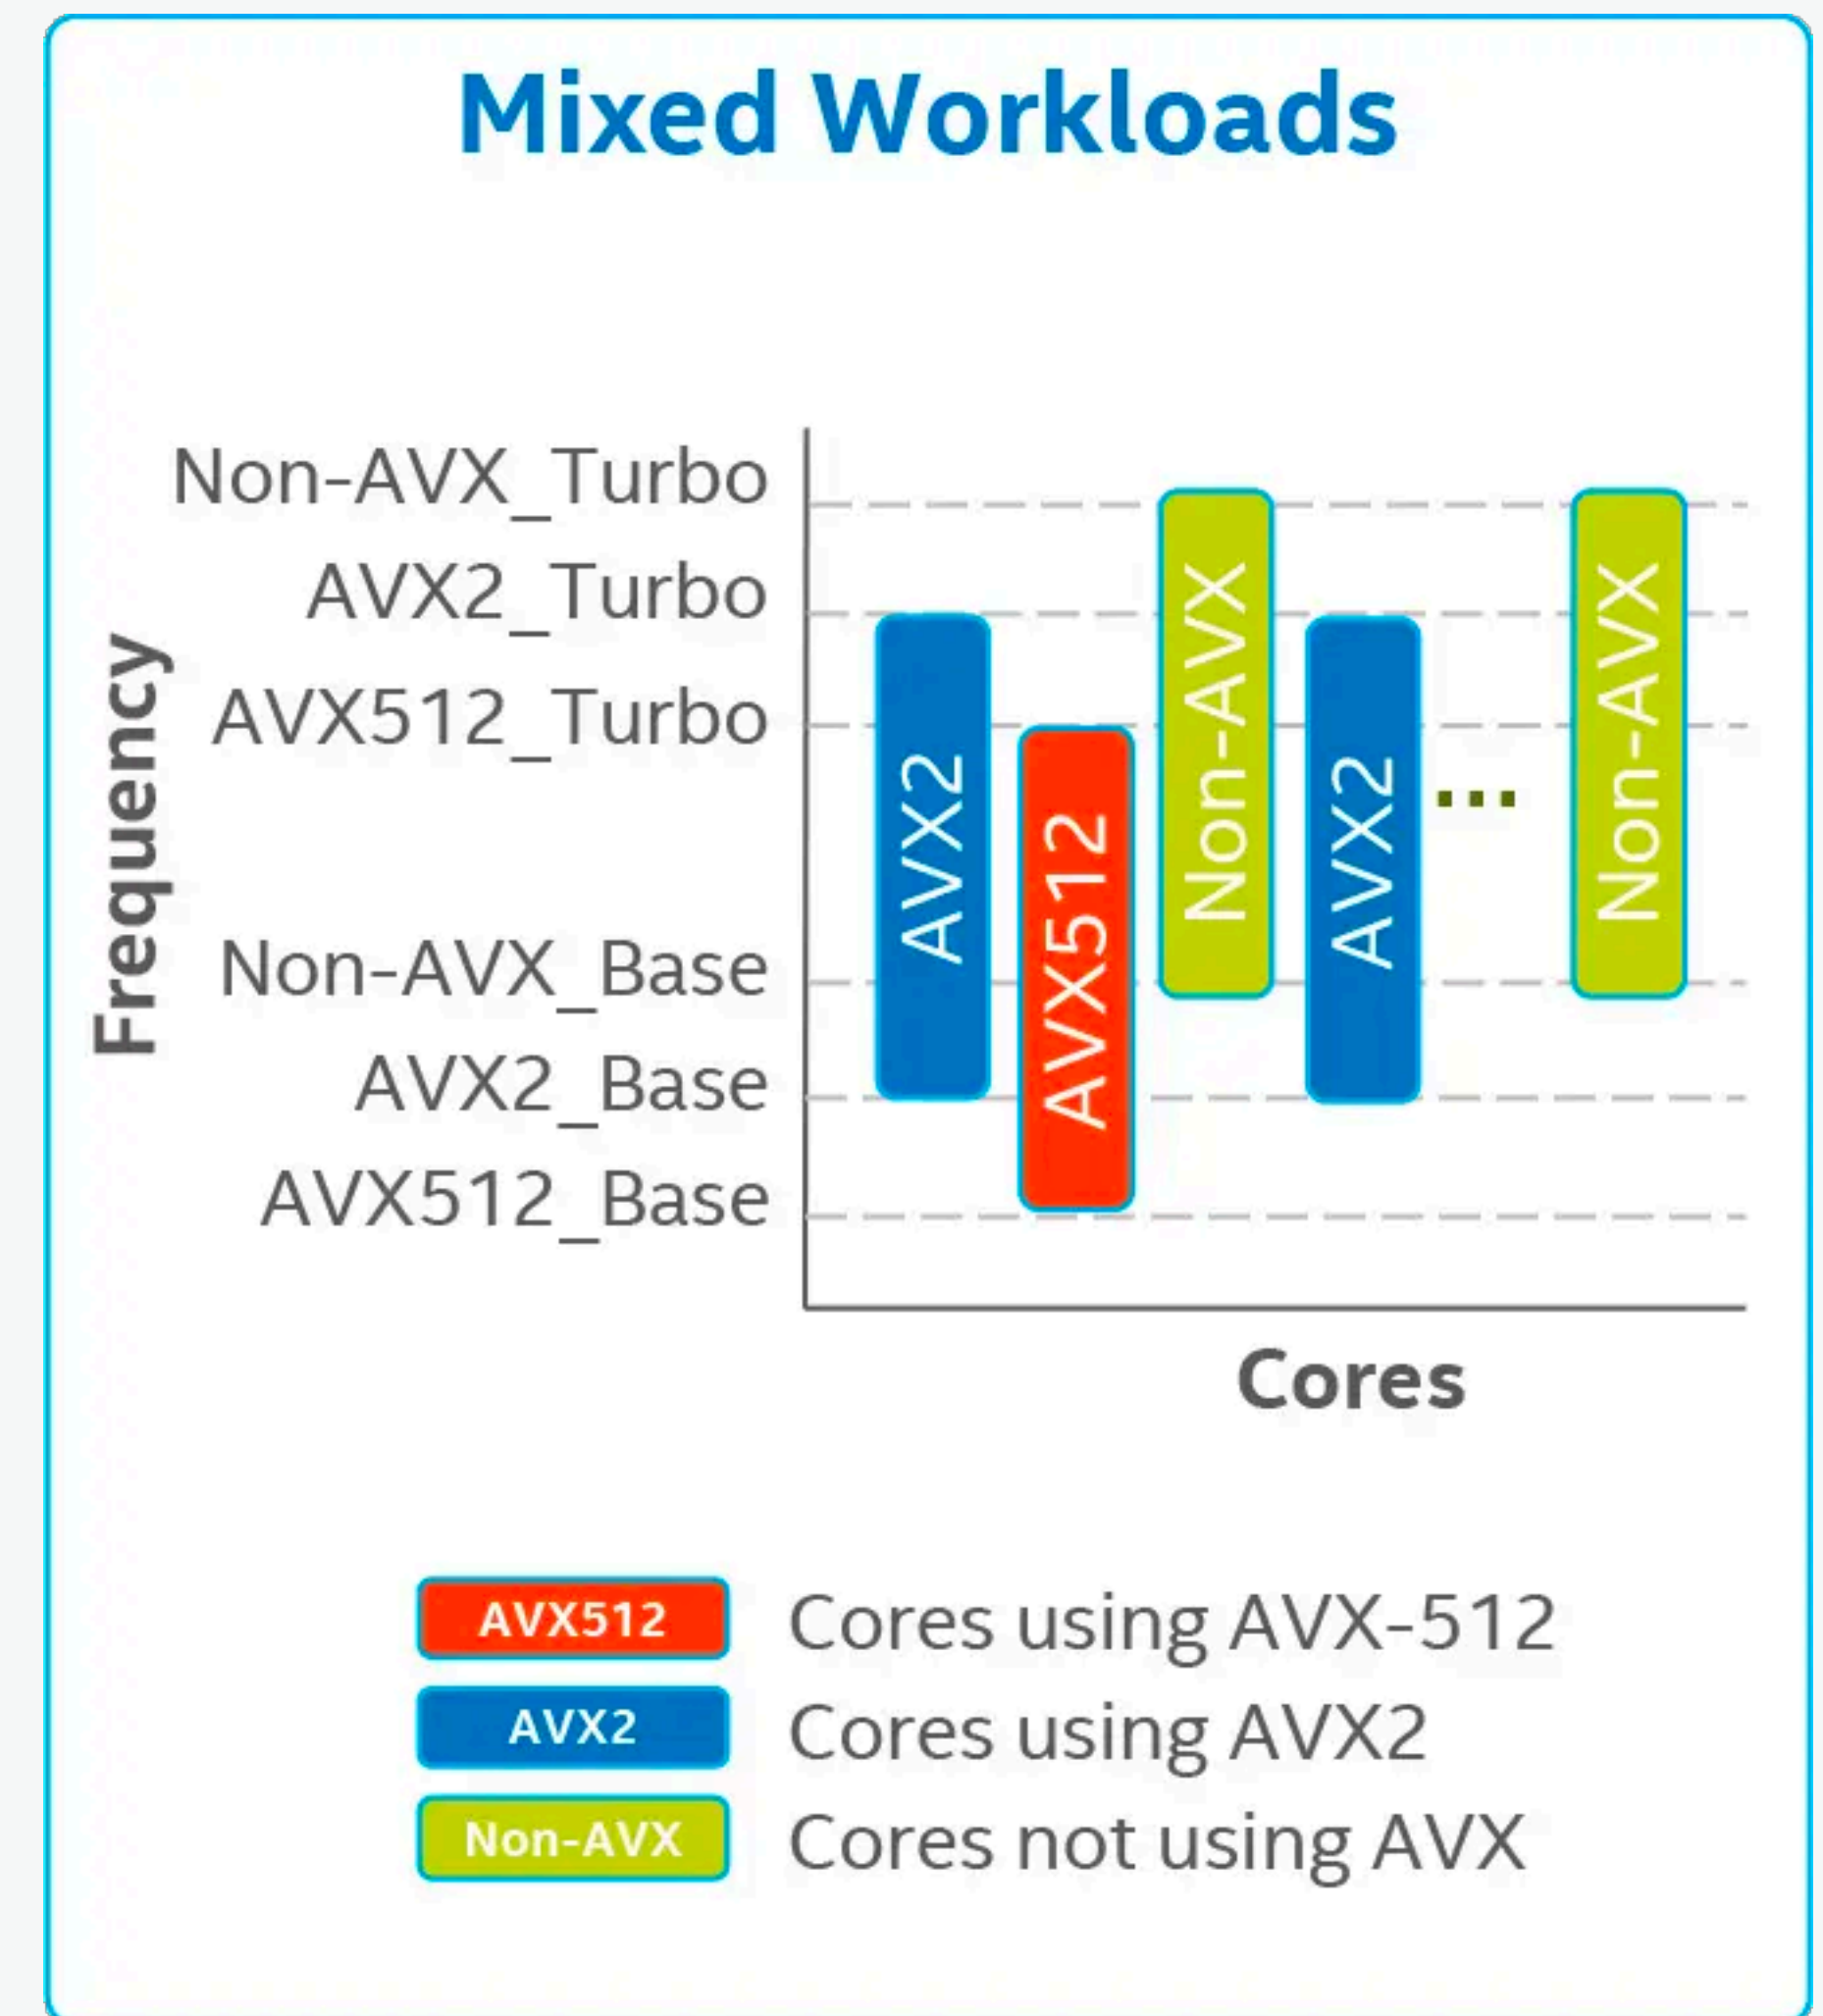 Mixed Workloads
Frequency
Non-AVX_Turbo
AVX2_Turbo
AVX512_Turbo
Non-AVX_Base
AVX2_Base
AVX512_Base
AVX2
AVX512
Non-AVX
AVX2
...
Non-AVX
Cores
AVX512 Cores using AVX-512
AVX2 Cores using AVX2
Non-AVX Cores not using AVX